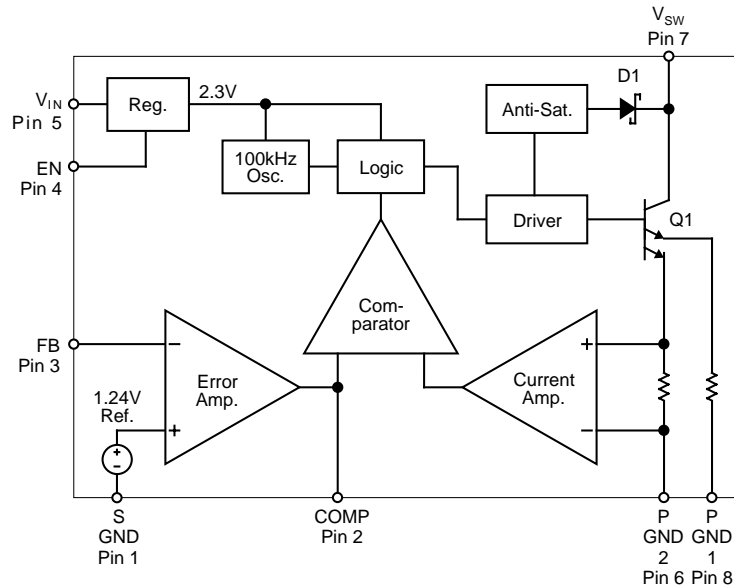 VSW
Pin 7
D1
VIN
Pin 5
Reg.
2.3V
Anti-Sat.
EN
Pin 4
100kHz
Osc.
Logic
Driver
Q1
Com-
parator
FB
Pin 3
−
+
Error
Amp.
Current
Amp.
+
−
1.24V
Ref.
+
−
S
GND
Pin 1
COMP
Pin 2
P
GND
2
Pin 6
P
GND
1
Pin 8